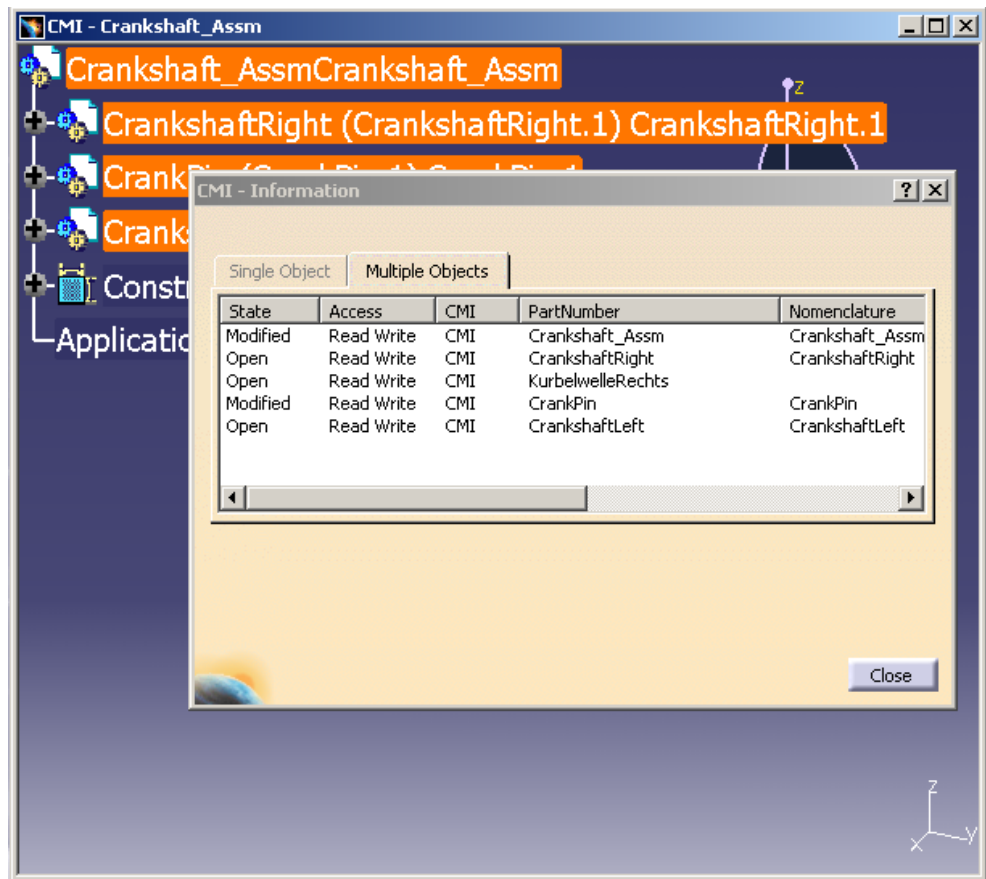 CMI - Crankshaft_Assm
Crankshaft_AssmCrankshaft_Assm
z
CrankshaftRight (CrankshaftRight.1) CrankshaftRight.1
Crank
CMI - Information
Cranks
Single Object Multiple Objects
Consti
Applicatic
State Access CMI PartNumber Nomenclature
Modified Read Write CMI Crankshaft_Assm Crankshaft_Assm
Open Read Write CMI CrankshaftRight CrankshaftRight
Open Read Write CMI KurbelwelleRechts
Modified Read Write CMI CrankPin CrankPin
Open Read Write CMI CrankshaftLeft CrankshaftLeft
Close
z
x
y